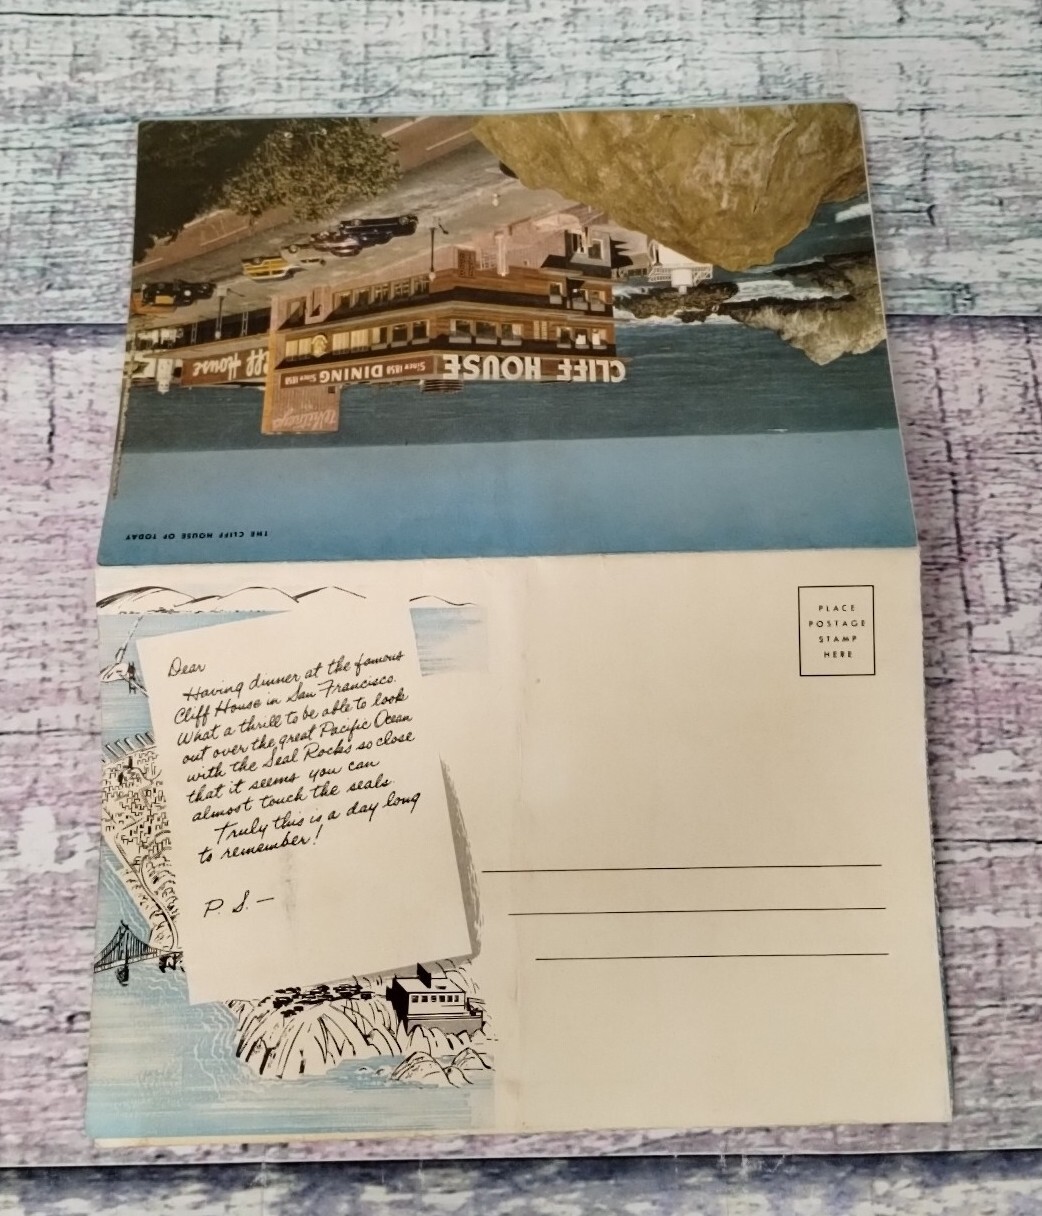 THE CLIFF HOUSE OF TODAY
Whitney's
CLIFF HOUSE
Since 1858 DINING Since 1858
Cliff House
PLACE
POSTAGE
STAMP
HERE
Dear
Having dinner at the famous
Cliff House in San Francisco.
What a thrill to be able to look
out over the great Pacific Ocean
with the Seal Rocks so close
that it seems you can
almost touch the seals.
Truly this is a day long
to remember!
P. S. —